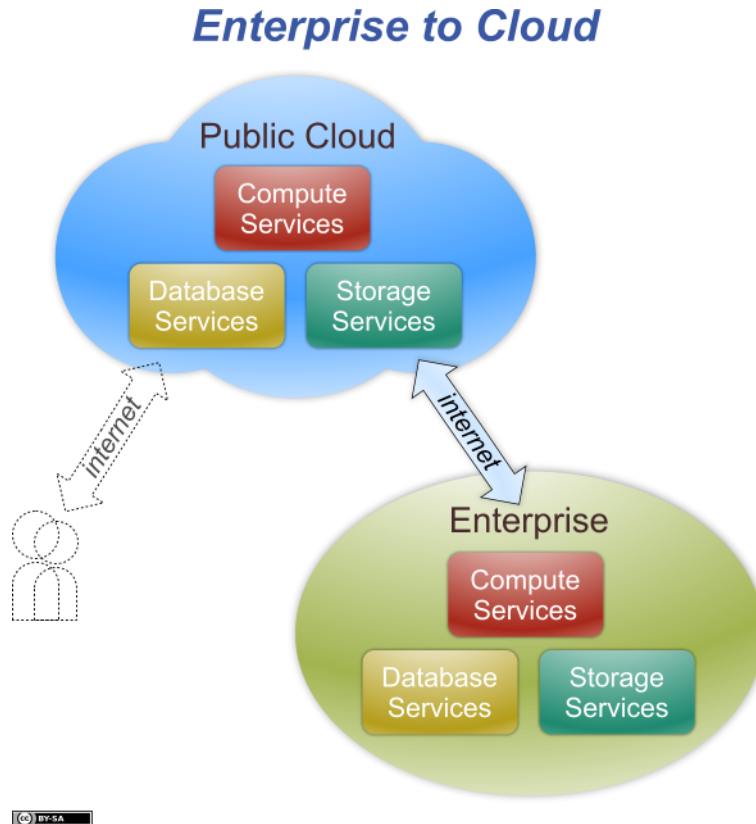 Enterprise to Cloud
Public Cloud
Compute
Services
Database
Services
Storage
Services
internet
internet
Enterprise
Compute
Services
Database
Services
Storage
Services
cc BY-SA